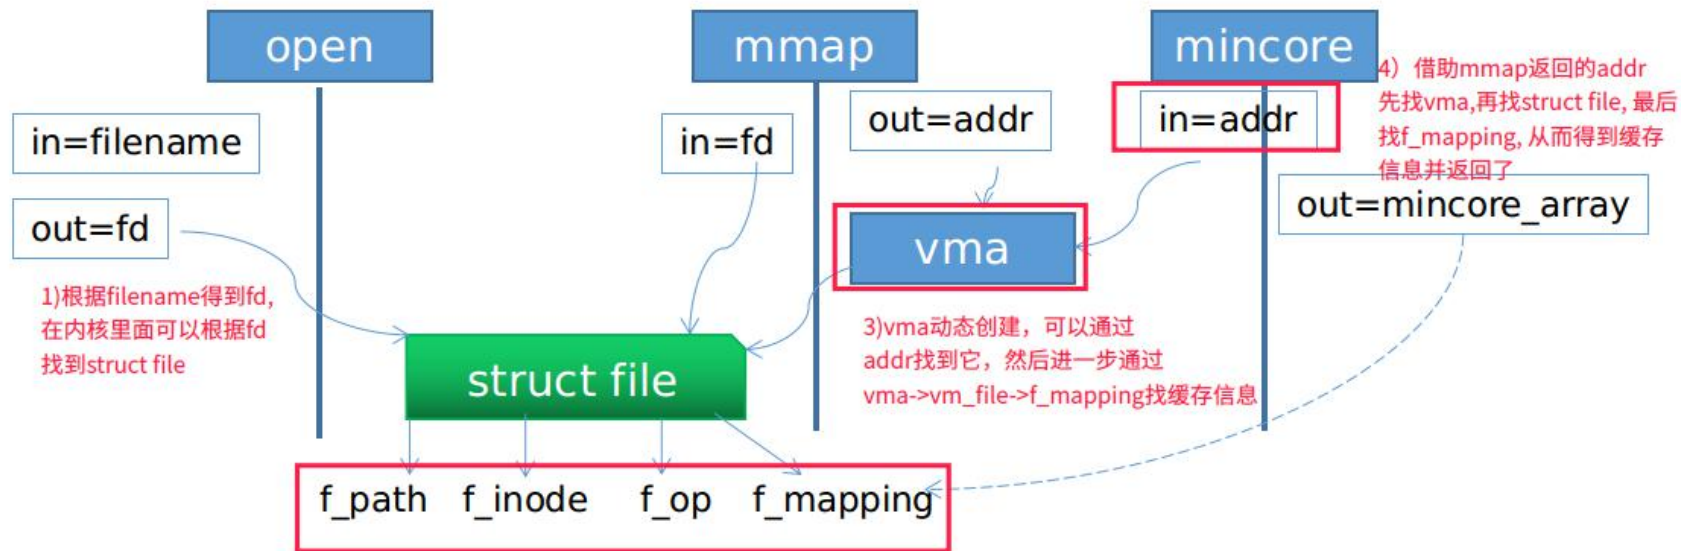 open
mmap
mincore
in=filename
out=fd
1)根据filename得到fd,
在内核里面可以根据fd
找到struct file
in=fd
out=addr
in=addr
4）借助mmap返回的addr
先找vma,再找struct file, 最后
找f_mapping, 从而得到缓存
信息并返回了
out=mincore_array
vma
3)vma动态创建，可以通过
addr找到它，然后进一步通过
vma->vm_file->f_mapping找缓存信息
struct file
f_path
f_inode
f_op
f_mapping